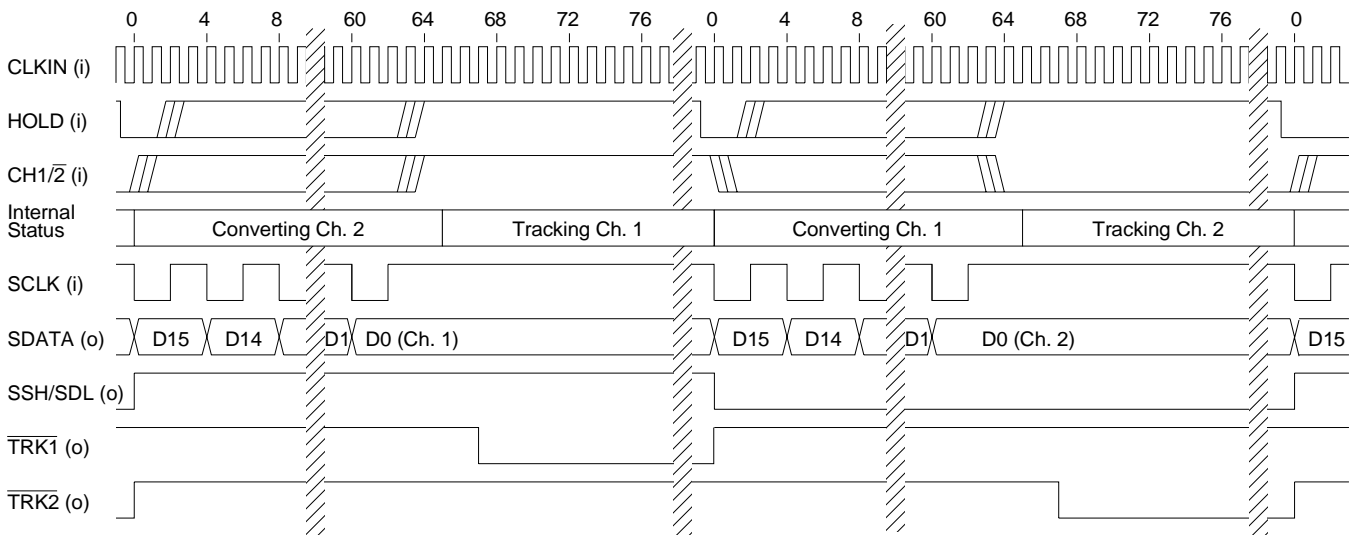 0 4 8 60 64 68 72 76 0 4 8 60 64 68 72 76 0
CLKIN (i)
HOLD (i)
CH1/2̅ (i)
Internal
Status
Converting Ch. 2 Tracking Ch. 1 Converting Ch. 1 Tracking Ch. 2
SCLK (i)
SDATA (o) D15 D14 D1 D0 (Ch. 1) D15 D14 D1 D0 (Ch. 2) D15
SSH/SDL (o)
T̅R̅K̅1̅ (o)
T̅R̅K̅2̅ (o)